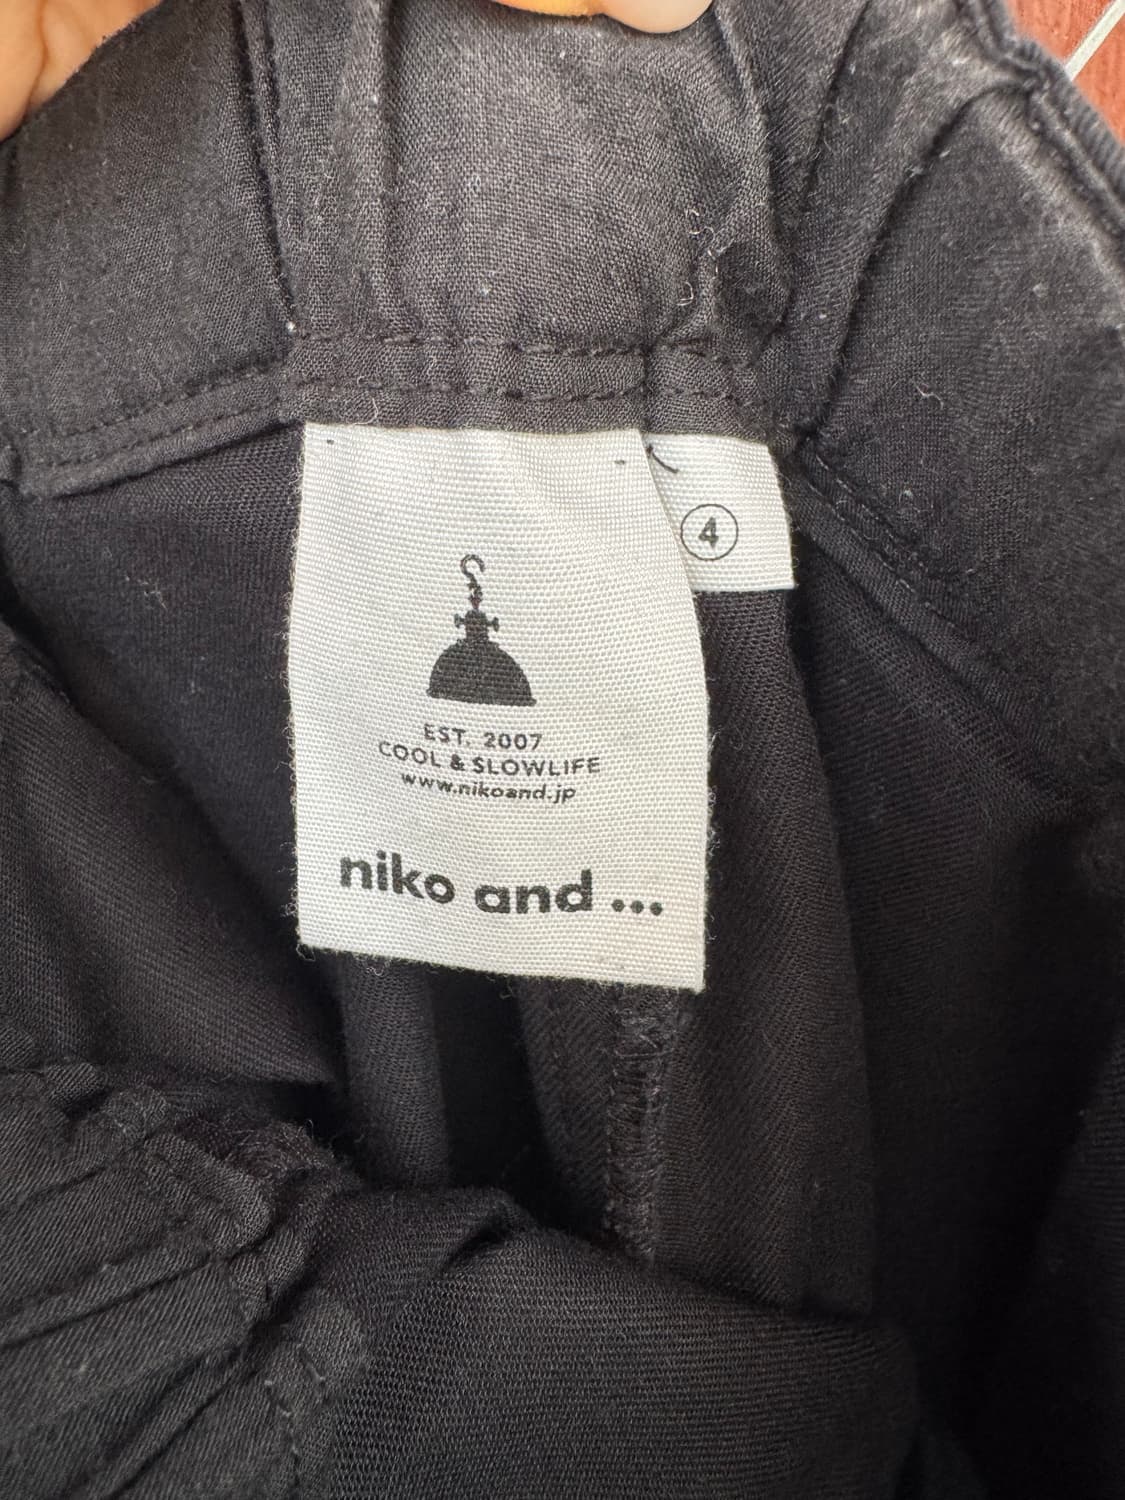 4
EST. 2007
COOL & SLOWLIFE
www.nikoand.jp
niko and ...